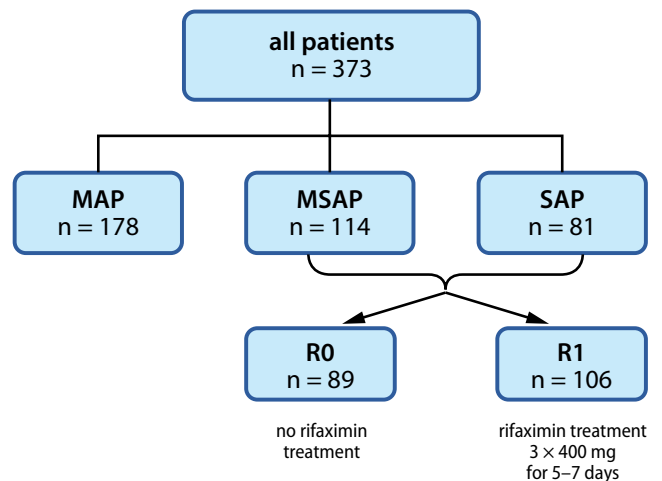 all patients
n = 373
MAP
n = 178
MSAP
n = 114
SAP
n = 81
R0
n = 89
R1
n = 106
no rifaximin
treatment
rifaximin treatment
3 × 400 mg
for 5–7 days